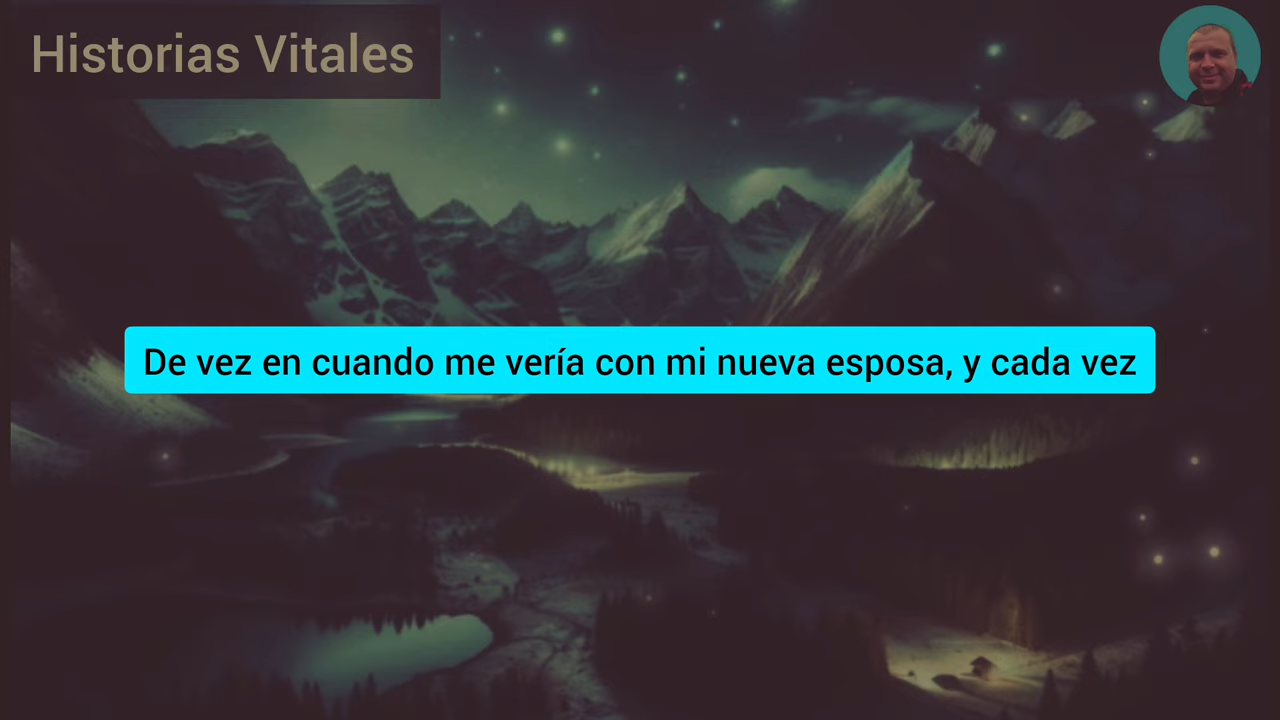 Historias Vitales
De vez en cuando me vería con mi nueva esposa, y cada vez